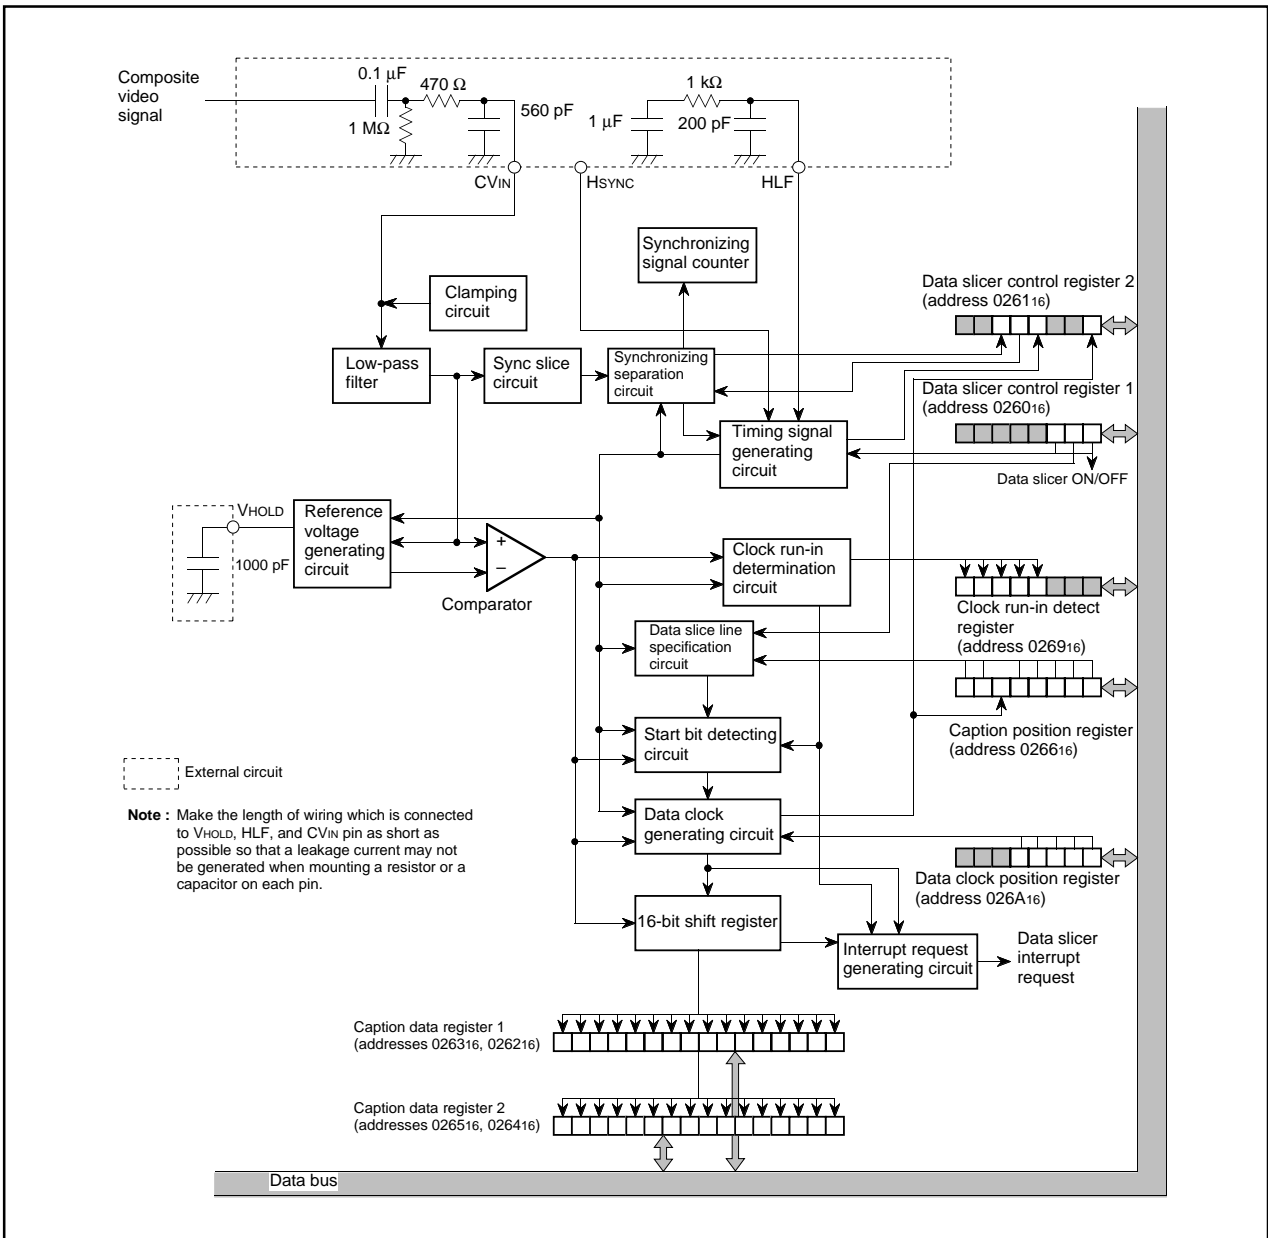 Composite
video
signal
0.1 µF
470 Ω
1 MΩ
560 pF
1 kΩ
1 µF
200 pF
CVIN
HSYNC
HLF
Synchronizing
signal counter
Clamping
circuit
Low-pass
filter
Sync slice
circuit
Synchronizing
separation
circuit
Data slicer control register 2
(address 026116)
Data slicer control register 1
(address 026016)
Timing signal
generating
circuit
Data slicer ON/OFF
VHOLD
1000 pF
Reference
voltage
generating
circuit
+
–
Comparator
Clock run-in
determination
circuit
Clock run-in detect
register
(address 026916)
Data slice line
specification
circuit
Caption position register
(address 026616)
Start bit detecting
circuit
External circuit
Note : Make the length of wiring which is connected
to VHOLD, HLF, and CVIN pin as short as
possible so that a leakage current may not
be generated when mounting a resistor or a
capacitor on each pin.
Data clock
generating circuit
Data clock position register
(address 026A16)
16-bit shift register
Interrupt request
generating circuit
Data slicer
interrupt
request
Caption data register 1
(addresses 026316, 026216)
Caption data register 2
(addresses 026516, 026416)
Data bus